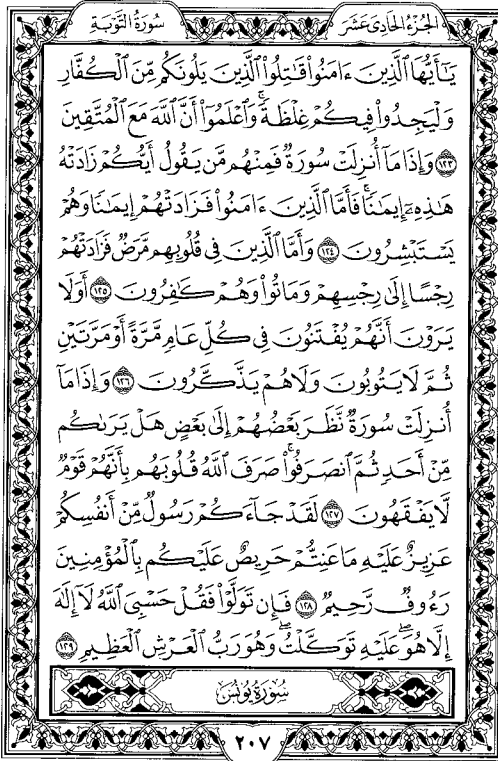 الجزء الحادي عشر
سورة التوبة
يَٰٓأَيُّهَا ٱلَّذِينَ ءَامَنُوا۟ قَٰتِلُوا۟ ٱلَّذِينَ يَلُونَكُم مِّنَ ٱلْكُفَّارِ
وَلْيَجِدُوا۟ فِيكُمْ غِلْظَةً ۚ وَٱعْلَمُوٓا۟ أَنَّ ٱللَّهَ مَعَ ٱلْمُتَّقِينَ
١٢٣ وَإِذَا مَآ أُنزِلَتْ سُورَةٌ فَمِنْهُم مَّن يَقُولُ أَيُّكُمْ زَادَتْهُ
هَٰذِهِۦٓ إِيمَٰنًا ۚ فَأَمَّا ٱلَّذِينَ ءَامَنُوا۟ فَزَادَتْهُمْ إِيمَٰنًا وَهُمْ
يَسْتَبْشِرُونَ ١٢٤ وَأَمَّا ٱلَّذِينَ فِى قُلُوبِهِم مَّرَضٌ فَزَادَتْهُمْ
رِجْسًا إِلَىٰ رِجْسِهِمْ وَمَاتُوا۟ وَهُمْ كَٰفِرُونَ ١٢٥ أَوَلَا
يَرَوْنَ أَنَّهُمْ يُفْتَنُونَ فِى كُلِّ عَامٍ مَّرَّةً أَوْ مَرَّتَيْنِ
ثُمَّ لَا يَتُوبُونَ وَلَا هُمْ يَذَّكَّرُونَ ١٢٦ وَإِذَا مَآ
أُنزِلَتْ سُورَةٌ نَّظَرَ بَعْضُهُمْ إِلَىٰ بَعْضٍ هَلْ يَرَىٰكُم
مِّنْ أَحَدٍ ثُمَّ ٱنصَرَفُوا۟ ۚ صَرَفَ ٱللَّهُ قُلُوبَهُم بِأَنَّهُمْ قَوْمٌ
لَّا يَفْقَهُونَ ١٢٧ لَقَدْ جَآءَكُمْ رَسُولٌ مِّنْ أَنفُسِكُمْ
عَزِيزٌ عَلَيْهِ مَا عَنِتُّمْ حَرِيصٌ عَلَيْكُم بِٱلْمُؤْمِنِينَ
رَءُوفٌ رَّحِيمٌ ١٢٨ فَإِن تَوَلَّوْا۟ فَقُلْ حَسْبِىَ ٱللَّهُ لَآ إِلَٰهَ
إِلَّا هُوَ ۖ عَلَيْهِ تَوَكَّلْتُ ۖ وَهُوَ رَبُّ ٱلْعَرْشِ ٱلْعَظِيمِ ١٢٩
سُورَةُ يُونُسَ
٢٠٧